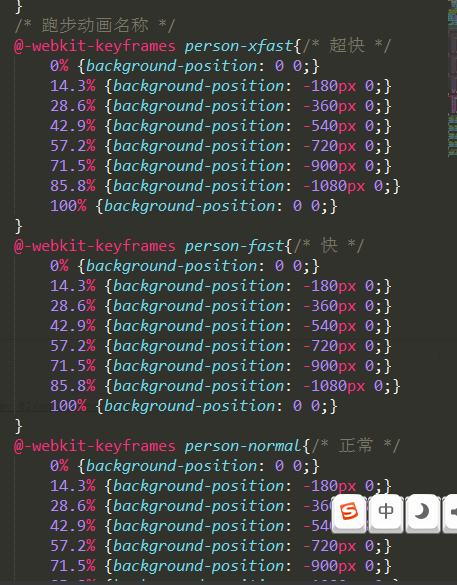 }
/* 跑步动画名称 */
@-webkit-keyframes person-xfast{/* 超快 */
0% {background-position: 0 0;}
14.3% {background-position: -180px 0;}
28.6% {background-position: -360px 0;}
42.9% {background-position: -540px 0;}
57.2% {background-position: -720px 0;}
71.5% {background-position: -900px 0;}
85.8% {background-position: -1080px 0;}
100% {background-position: 0 0;}
}
@-webkit-keyframes person-fast{/* 快 */
0% {background-position: 0 0;}
14.3% {background-position: -180px 0;}
28.6% {background-position: -360px 0;}
42.9% {background-position: -540px 0;}
57.2% {background-position: -720px 0;}
71.5% {background-position: -900px 0;}
85.8% {background-position: -1080px 0;}
100% {background-position: 0 0;}
}
@-webkit-keyframes person-normal{/* 正常 */
0% {background-position: 0 0;}
14.3% {background-position: -180px 0;}
28.6% {background-position: -36
S 中
42.9% {background-position: -54
57.2% {background-position: -720px 0;}
71.5% {background-position: -900px 0;}